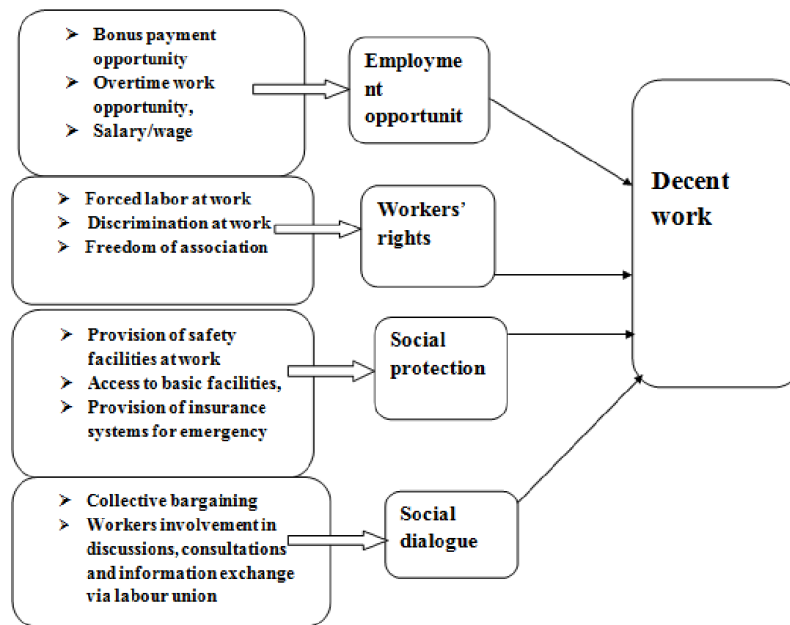 ➢ Bonus payment
opportunity
➢ Overtime work
opportunity,
➢ Salary/wage
Employme
nt
opportunit
➢ Forced labor at work
➢ Discrimination at work
➢ Freedom of association
Workers’
rights
➢ Provision of safety
facilities at work
➢ Access to basic facilities,
➢ Provision of insurance
systems for emergency
Social
protection
➢ Collective bargaining
➢ Workers involvement in
discussions, consultations
and information exchange
via labour union
Social
dialogue
Decent
work